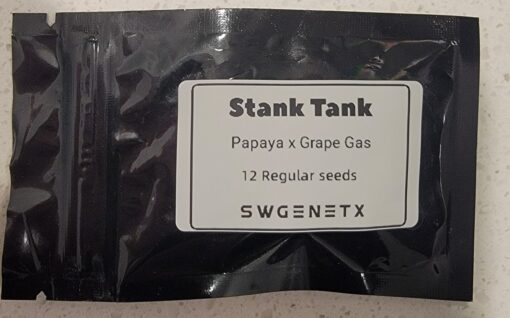 Stank Tank
Papaya x Grape Gas
12 Regular seeds
SWGENETX